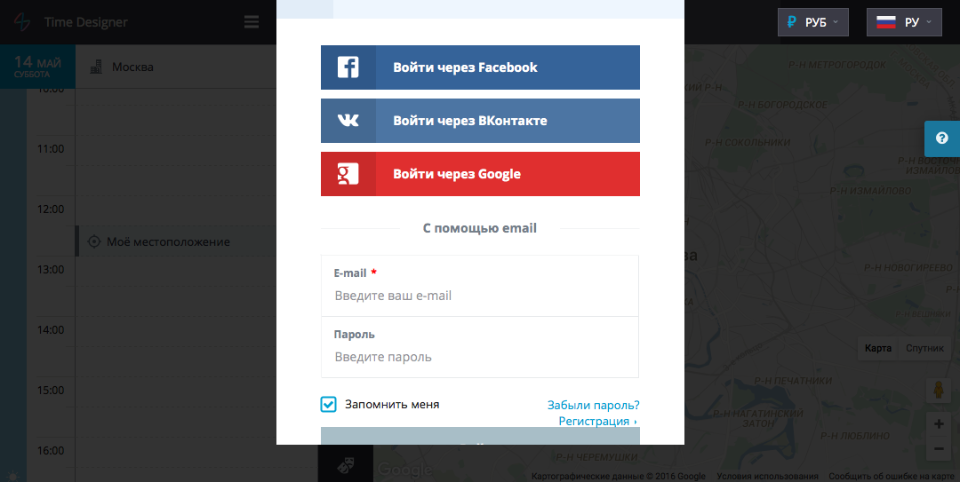 Time Designer
₽ РУБ
РУ
14 МАЙ
СУББОТА
Москва
11:00
12:00
Моё местоположение
13:00
14:00
15:00
16:00
Войти через Facebook
Войти через ВКонтакте
Войти через Google
С помощью email
E-mail *
Введите ваш e-mail
Пароль
Введите пароль
Запомнить меня
Забыли пароль?
Регистрация ›
Р-Н МЕТРОГОРОДОК
Р-Н БОГОРОДСКОЕ
Р-Н СОКОЛЬНИКИ
Р-Н ИЗМАЙЛОВО
Р-Н НОВОГИРЕЕВО
Карта
Спутник
Р-Н ПЕЧАТНИКИ
Р-Н НАГАТИНСКИЙ
ЗАТОН
Р-Н ЛЮБЛИНО
Р-Н ЧЕРЕМУШКИ
Google
Картографические данные © 2016 Google
Условия использования
Сообщить об ошибке на карте